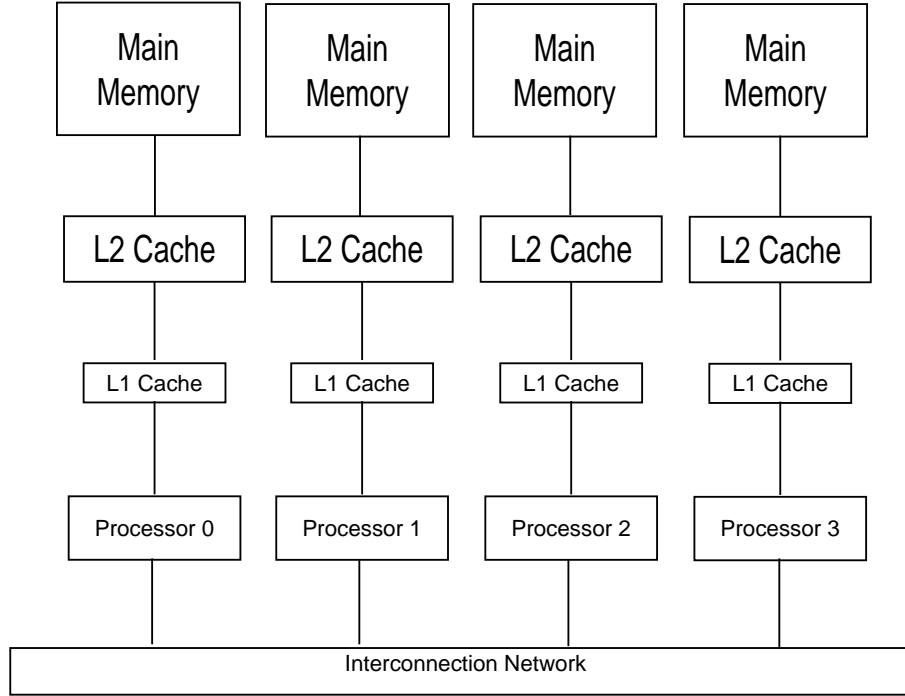 Main
Memory
Main
Memory
Main
Memory
Main
Memory
L2 Cache
L2 Cache
L2 Cache
L2 Cache
L1 Cache
L1 Cache
L1 Cache
L1 Cache
Processor 0
Processor 1
Processor 2
Processor 3
Interconnection Network